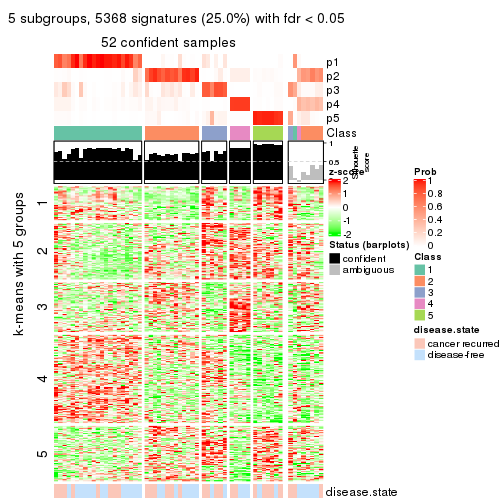 5 subgroups, 5368 signatures (25.0%) with fdr < 0.05
52 confident samples
p1
p2
p3
p4
p5
Class
1
0.5
0
Silhouette
score
k-means with 5 groups
1
2
3
4
5
disease.state
z-score
2
1
0
-1
-2
Status (barplots)
confident
ambiguous
Prob
1
0.8
0.6
0.4
0.2
0
Class
1
2
3
4
5
disease.state
cancer recurred
disease-free